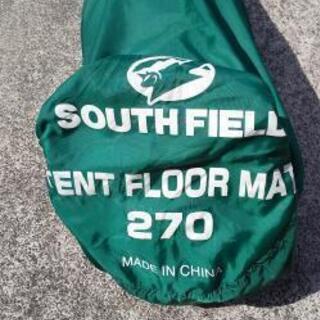 SOUTH FIELD
TENT FLOOR MAT
270
MADE IN CHINA